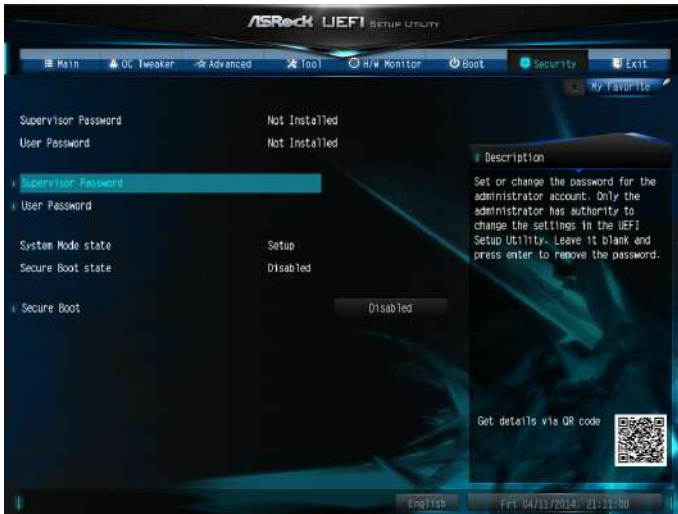 ASRock UEFI SETUP UTILITY
Main OC Tweaker Advanced Tool H/W Monitor Boot Security Exit
My Favorite
Supervisor Password Not Installed
User Password Not Installed
Supervisor Password
User Password
System Mode state Setup
Secure Boot state Disabled
Secure Boot Disabled
Description
Set or change the password for the
administrator account. Only the
administrator has authority to
change the settings in the UEFI
Setup Utility. Leave it blank and
press enter to remove the password.
Get details via QR code
English Fri 04/11/2014. 21:11:00